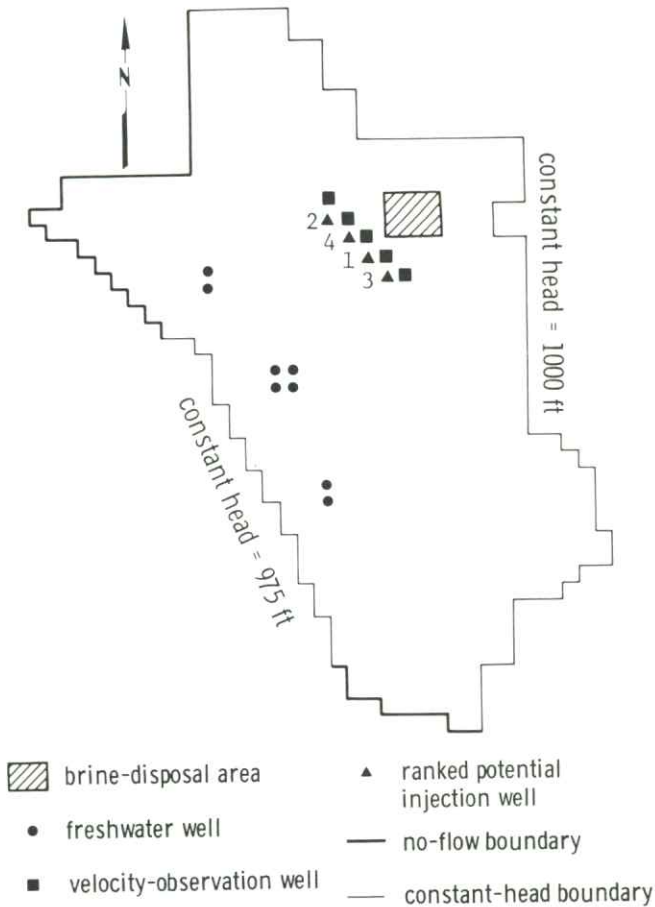 N
constant head = 1000 ft
2
4
1
3
constant head = 975 ft
brine-disposal area
ranked potential
injection well
freshwater well
no-flow boundary
velocity-observation well
constant-head boundary